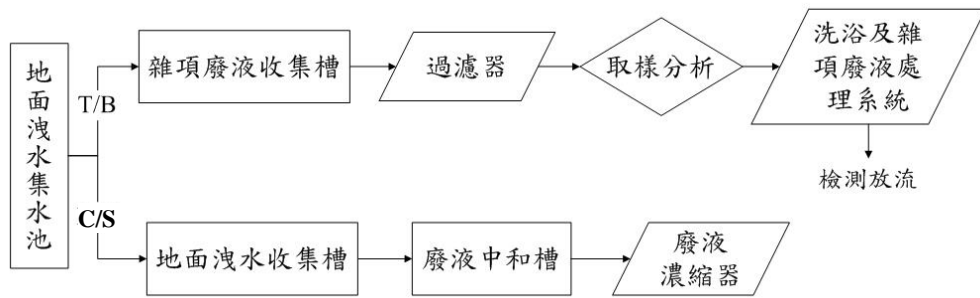 地面洩水集水池
T/B
雜項廢液收集槽
過濾器
取樣分析
洗浴及雜
項廢液處
理系統
檢測放流
C/S
地面洩水收集槽
廢液中和槽
廢液
濃縮器